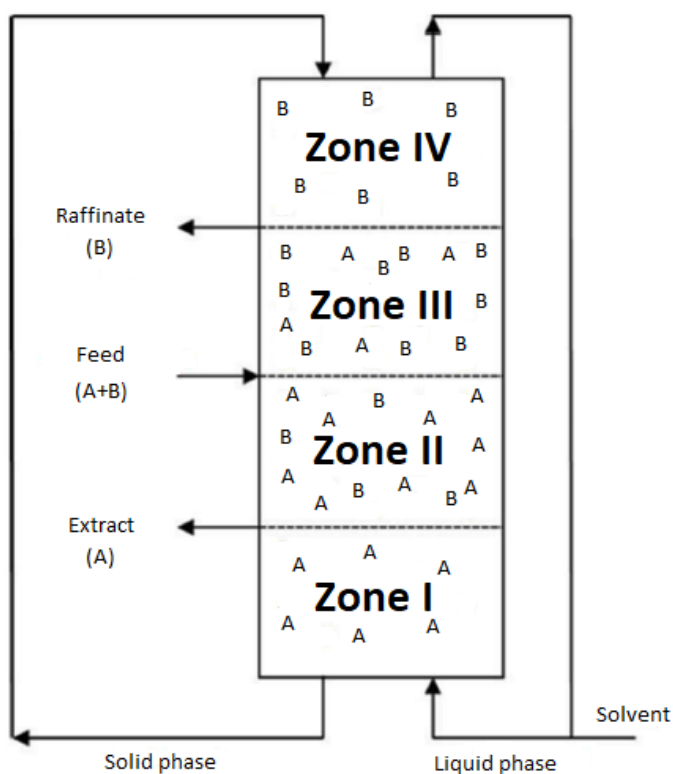 B B B
Zone IV
B B B
Raffinate
(B)
B A B B A B
B Zone III B
A
B A B B
Feed
(A+B)
A A B A A
B Zone II A
A
A B A B A
Extract
(A)
A A A
Zone I
A A A
Solvent
Solid phase
Liquid phase